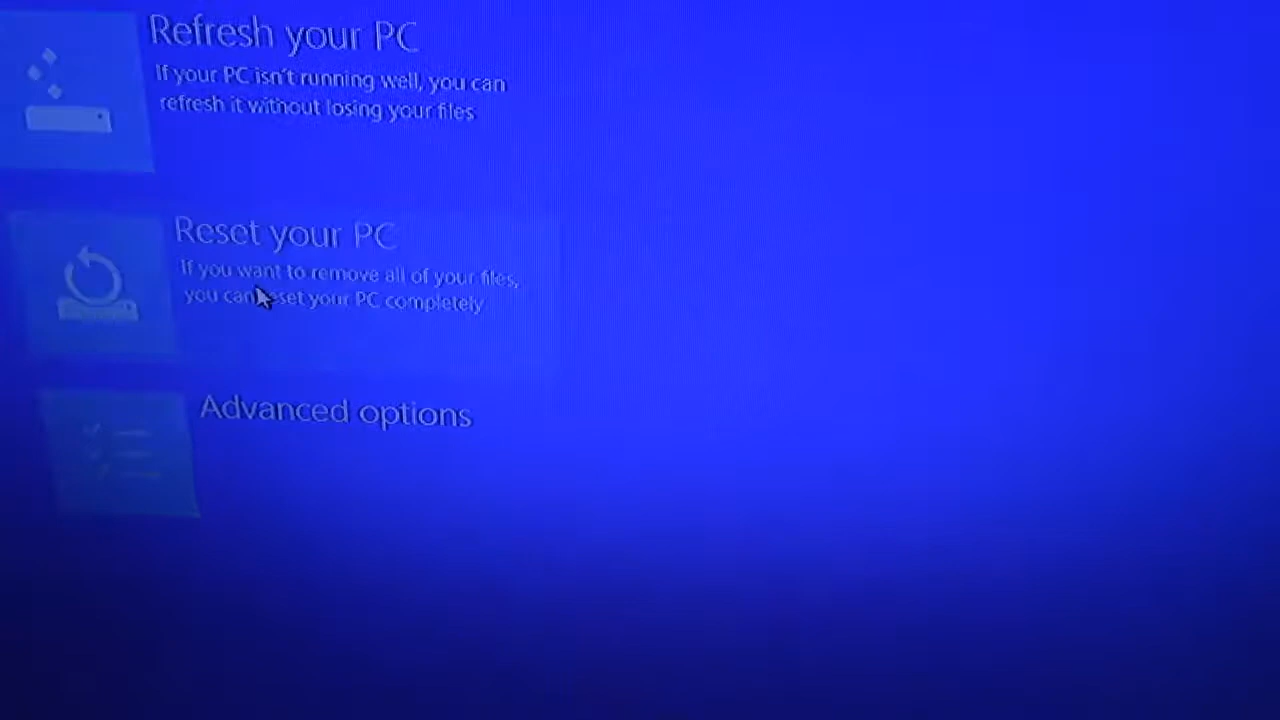 Refresh your PC
If your PC isn't running well, you can
refresh it without losing your files
Reset your PC
If you want to remove all of your files,
you can reset your PC completely
Advanced options